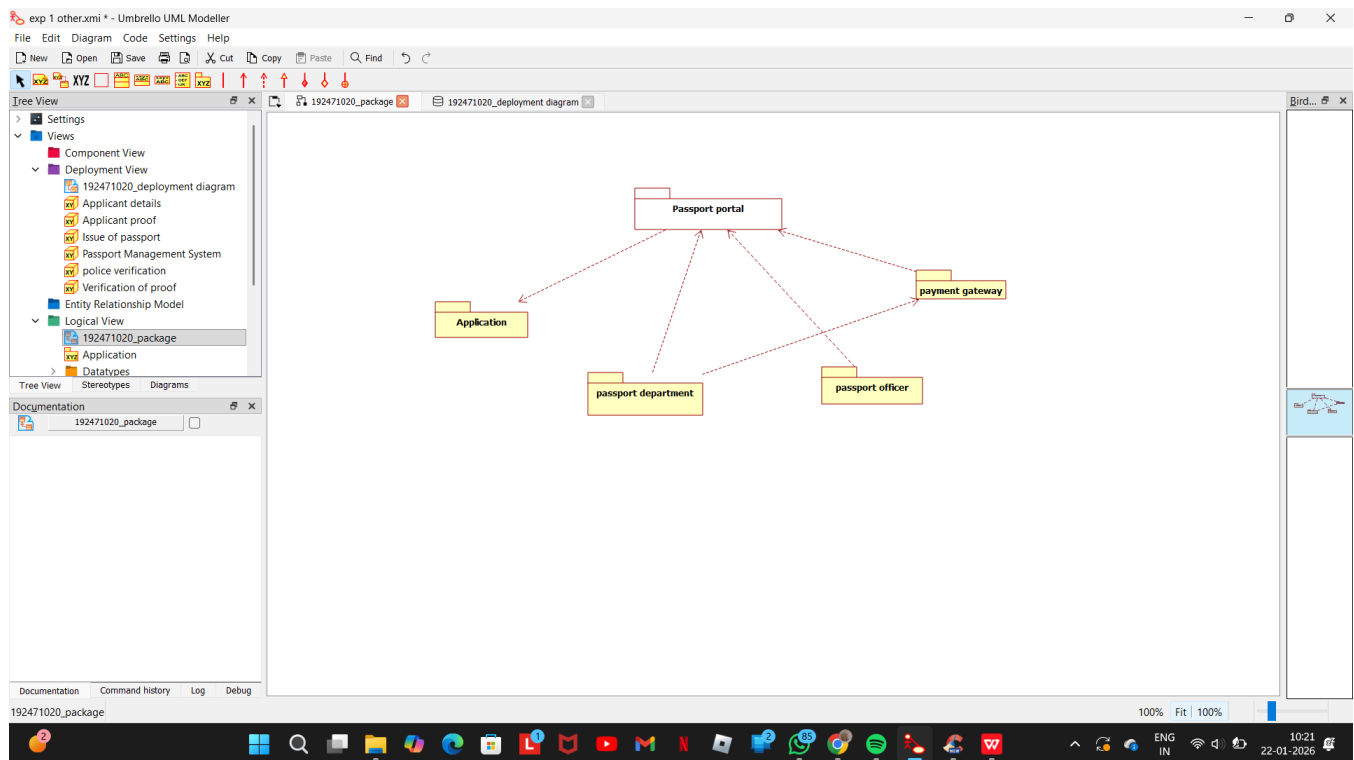 exp 1 other.xmi * - Umbrello UML Modeller
File Edit Diagram Code Settings Help
New Open Save Cut Copy Paste Find
XYZ
Tree View
192471020_package
192471020_deployment diagram
Bird...
Settings
Views
Component View
Deployment View
192471020_deployment diagram
Applicant details
Applicant proof
Issue of passport
Passport Management System
police verification
Verification of proof
Entity Relationship Model
Logical View
192471020_package
Application
Datatypes
Tree View Stereotypes Diagrams
Documentation
192471020_package
Passport portal
payment gateway
Application
passport officer
passport department
Documentation Command history Log Debug
192471020_package
100% Fit 100%
2
1
2
85
ENG
IN
10:21
22-01-2026